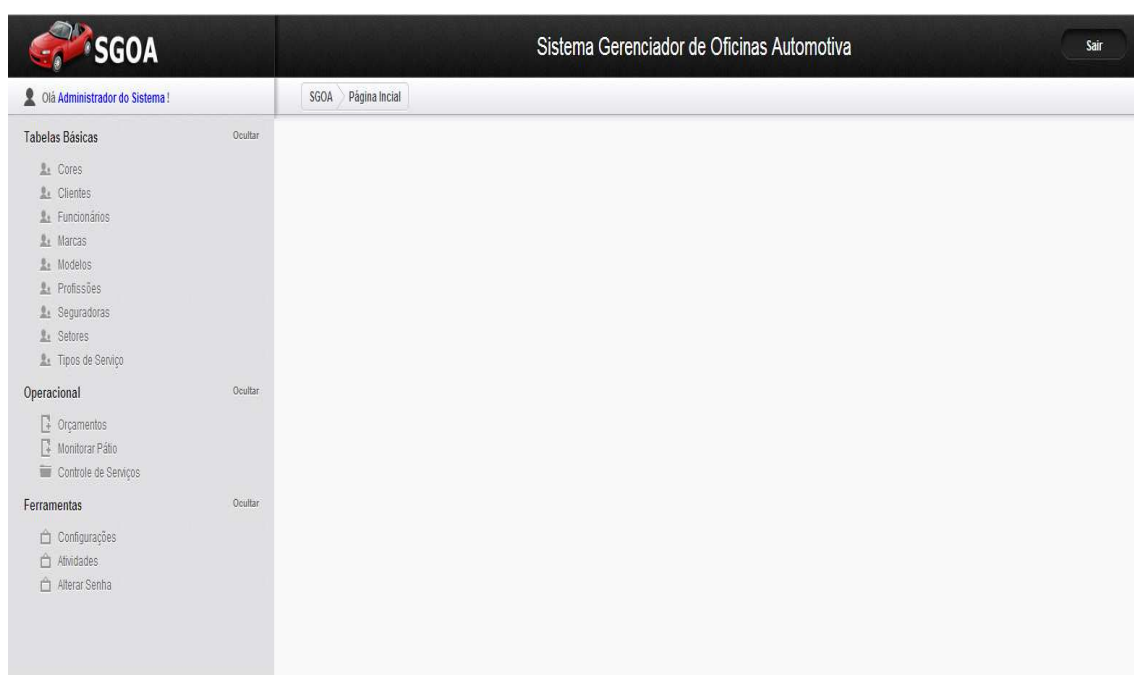 SGOA
Sistema Gerenciador de Oficinas Automotiva
Sair
Olá Administrador do Sistema !
SGOA
Página Incial
Tabelas Básicas
Ocultar
Cores
Clientes
Funcionários
Marcas
Modelos
Profissões
Seguradoras
Setores
Tipos de Serviço
Operacional
Ocultar
Orçamentos
Monitorar Pátio
Controle de Serviços
Ferramentas
Ocultar
Configurações
Atividades
Alterar Senha